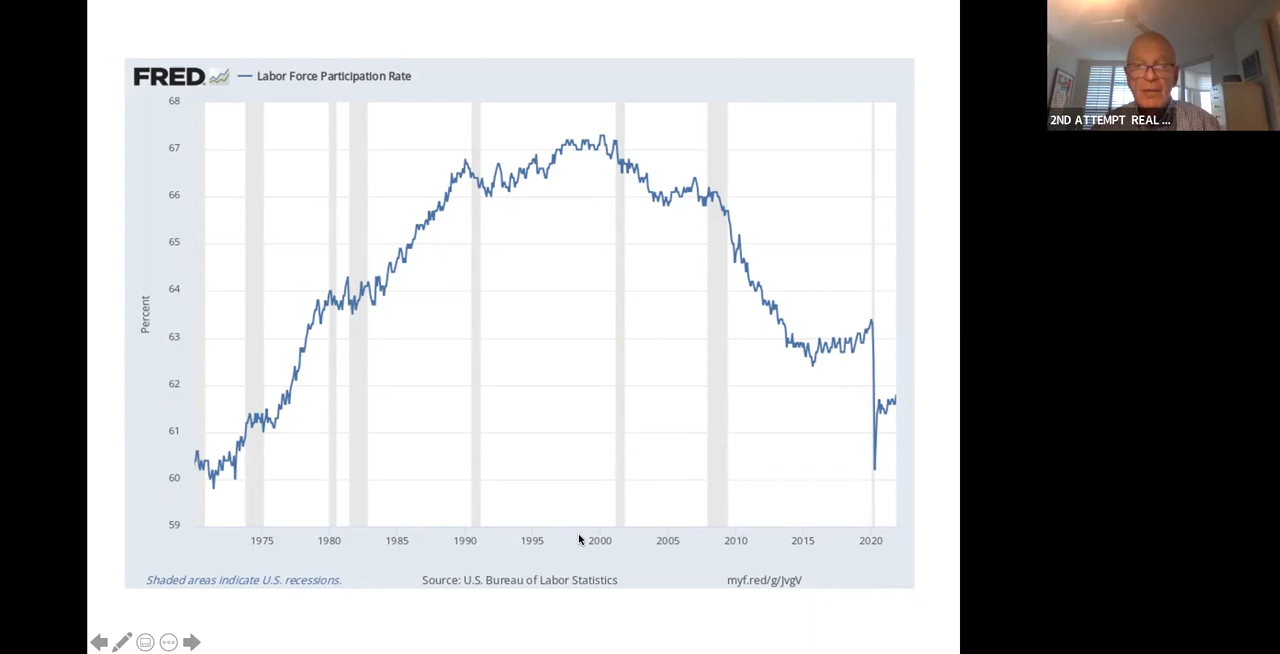 FRED
Labor Force Participation Rate
68
67
66
65
64
63
62
61
60
59
Percent
1975 1980 1985 1990 1995 2000 2005 2010 2015 2020
Shaded areas indicate U.S. recessions. Source: U.S. Bureau of Labor Statistics myf.red/g/JvgV
2ND ATTEMPT REAL ...